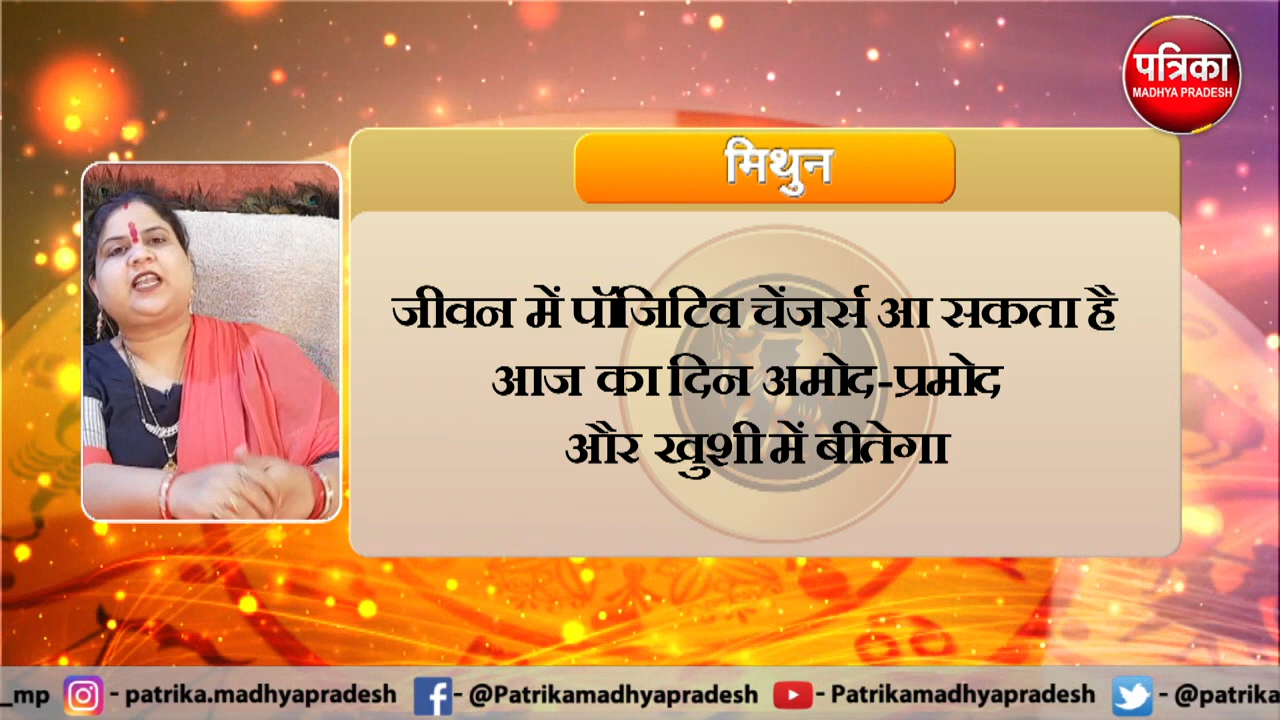 पत्रिका
MADHYA PRADESH
मिथुन
जीवन में पॉजिटिव चेंजर्स आ सकता है
आज का दिन अमोद-प्रमोद
और खुशी में बीतेगा
_mp - patrika.madhyapradesh - @Patrikamadhyapradesh - Patrikamadhyapradesh - @patrika